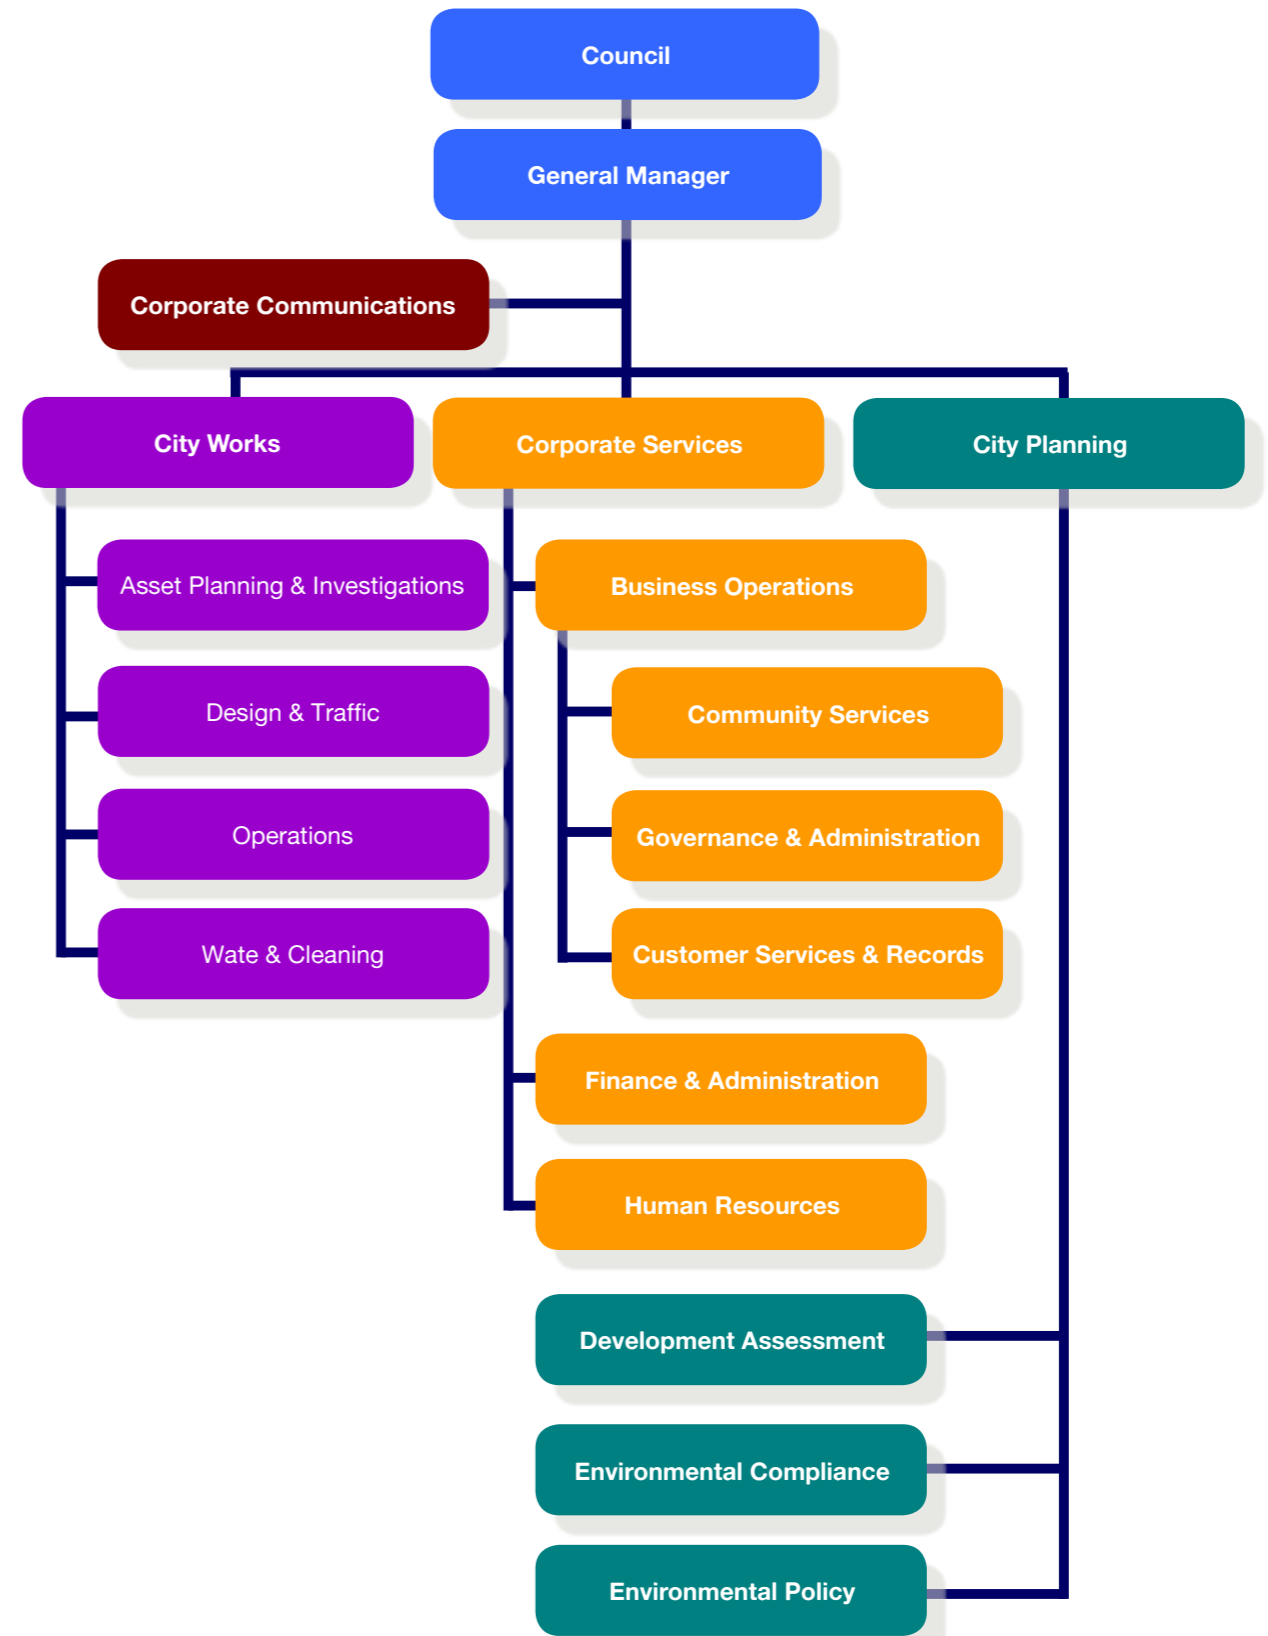 Council
General Manager
Corporate Communications
City Works
Corporate Services
City Planning
Asset Planning & Investigations
Business Operations
Design & Traffic
Community Services
Operations
Governance & Administration
Wate & Cleaning
Customer Services & Records
Finance & Administration
Human Resources
Development Assessment
Environmental Compliance
Environmental Policy